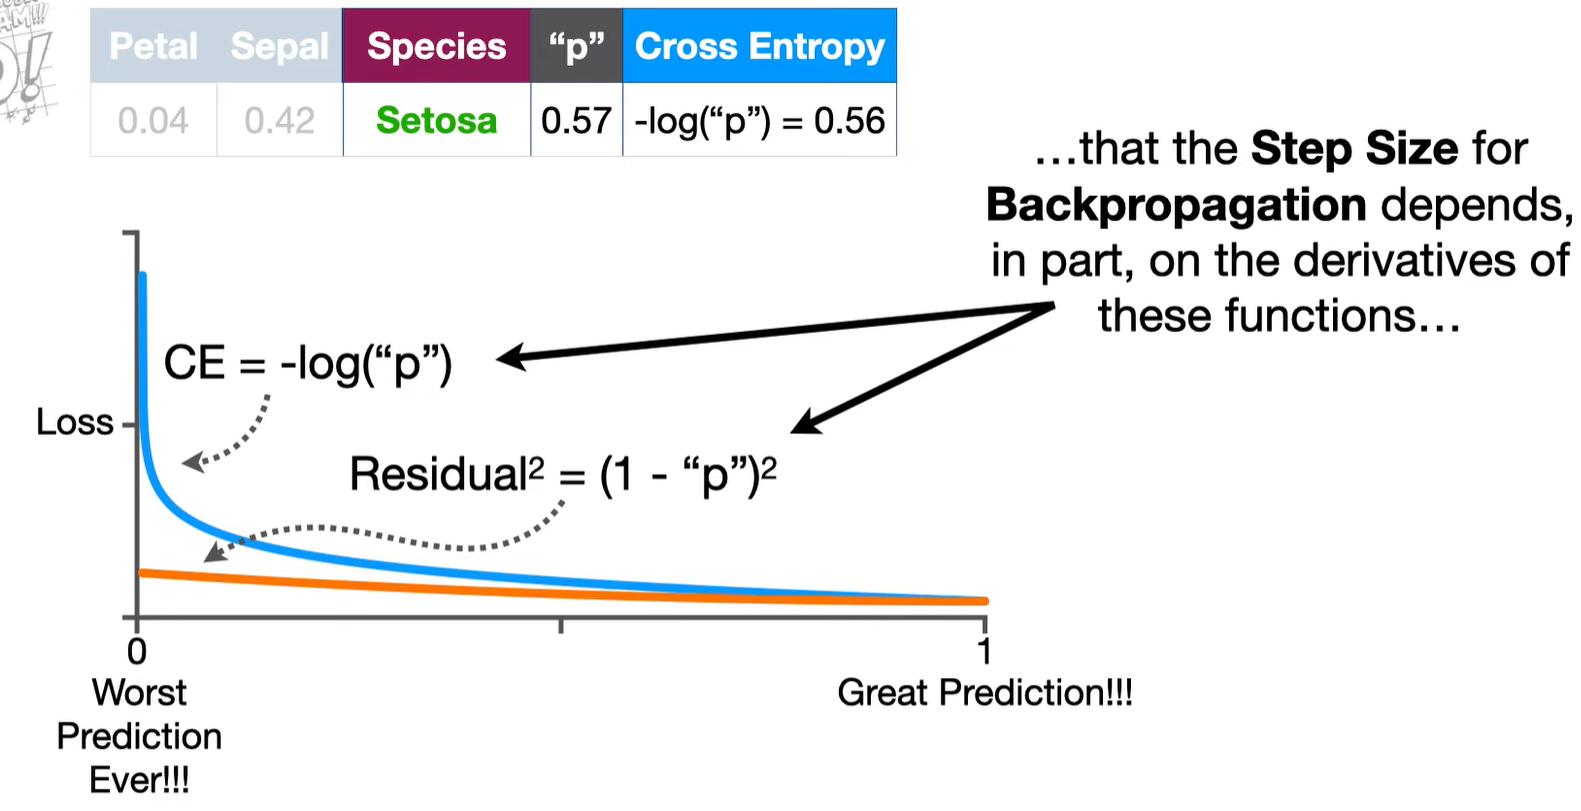 Petal Sepal Species “p” Cross Entropy
0.04 0.42 Setosa 0.57 -log(“p”) = 0.56
…that the Step Size for
Backpropagation depends,
in part, on the derivatives of
these functions…
CE = -log(“p”)
Loss
Residual² = (1 - “p”)²
0 1
Worst
Prediction
Ever!!!
Great Prediction!!!